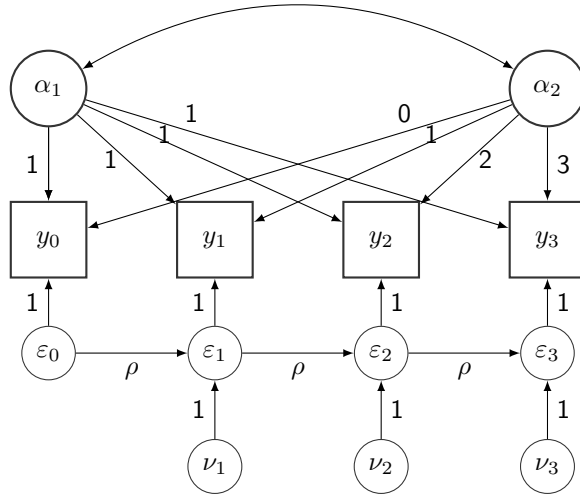 α₁ α₂
1 0
1 1 1 1 2 3
y₀ y₁ y₂ y₃
1 1 1 1
ε₀ ε₁ ε₂ ε₃
ρ ρ ρ
1 1 1
ν₁ ν₂ ν₃